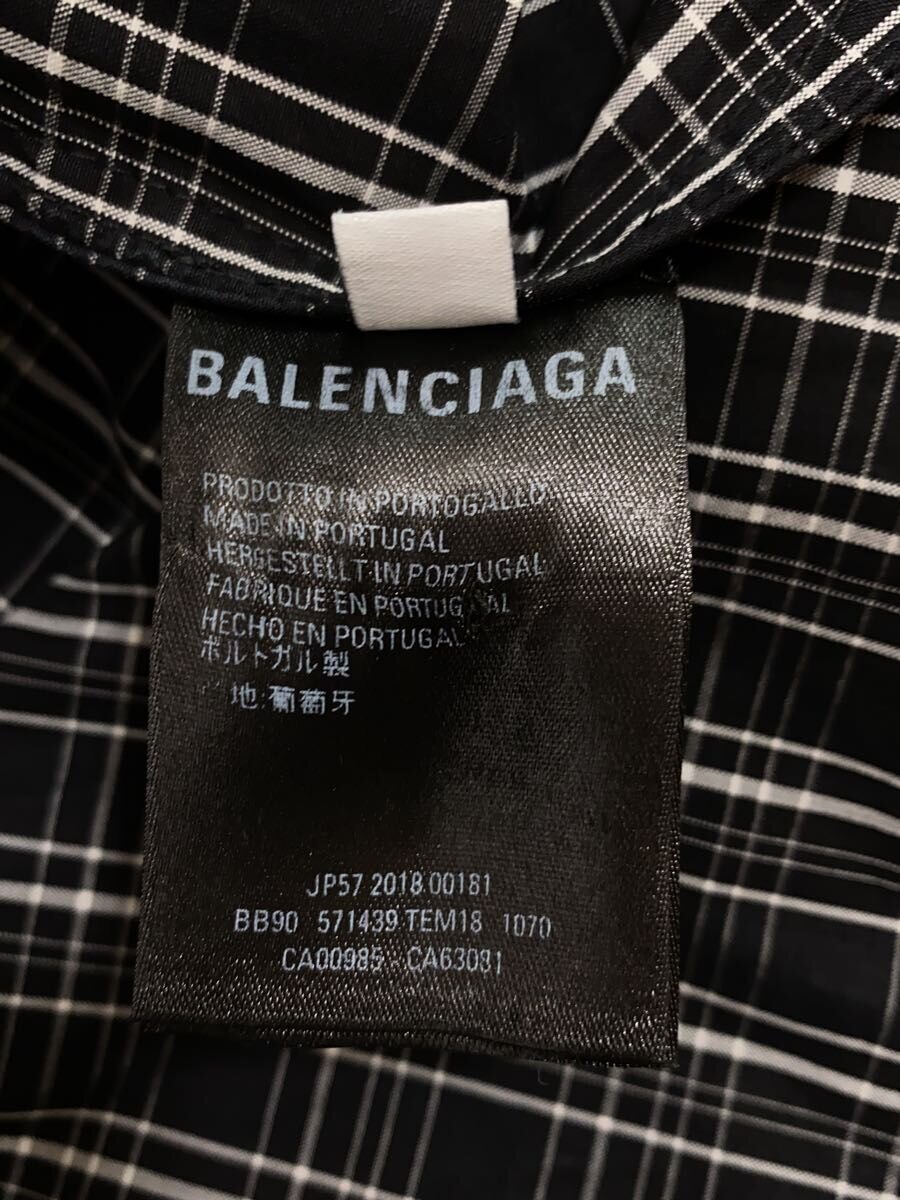 BALENCIAGA
PRODOTTO IN PORTOGALLO
MADE IN PORTUGAL
HERGESTELLT IN PORTUGAL
FABRIQUE EN PORTUGAL
HECHO EN PORTUGAL
ポルトガル製
地:葡萄牙
JP57 2018 00181
BB90 571439 TEM18 1070
CA00985 - CA63081